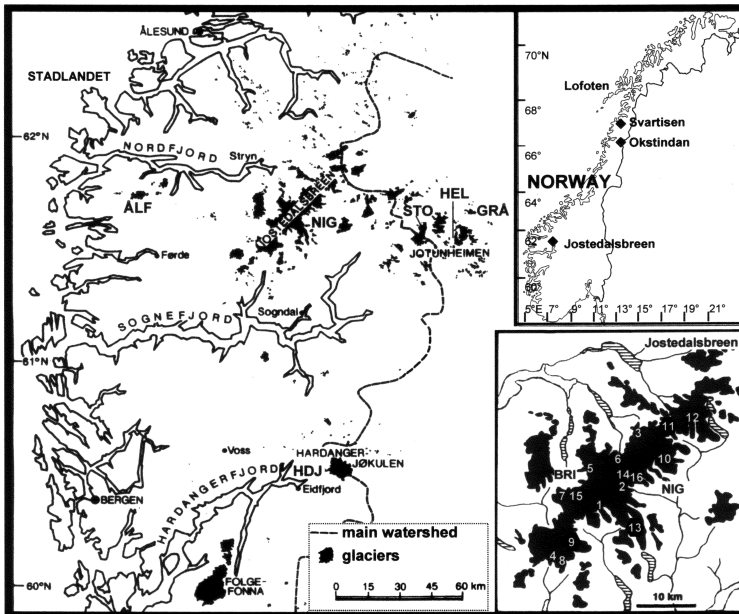 ÅLESUND
STADLANDET
62°N
NORDFJORD
Stryn
JOSTEDALSBREEN
ÅLF
NIG
STO
HEL
GRÅ
JOTUNHEIMEN
Førde
SOGNEFJORD
Sogndal
61°N
Voss
HARDANGER-
JØKULEN
HDJ
Eidfjord
BERGEN
HARDANGERFJORD
FOLGE-
FONNA
60°N
main watershed
glaciers
0 15 30 45 60 km
70°N
Lofoten
68°
Svartisen
Okstindan
66°
NORWAY
64°
62
Jostedalsbreen
60°
5°E 7° 9° 11° 13° 15° 17° 19° 21°
Jostedalsbreen
12
11
3
6
10
5
BRI
14 16
2
NIG
7 15
1
13
9
4
8
10 km